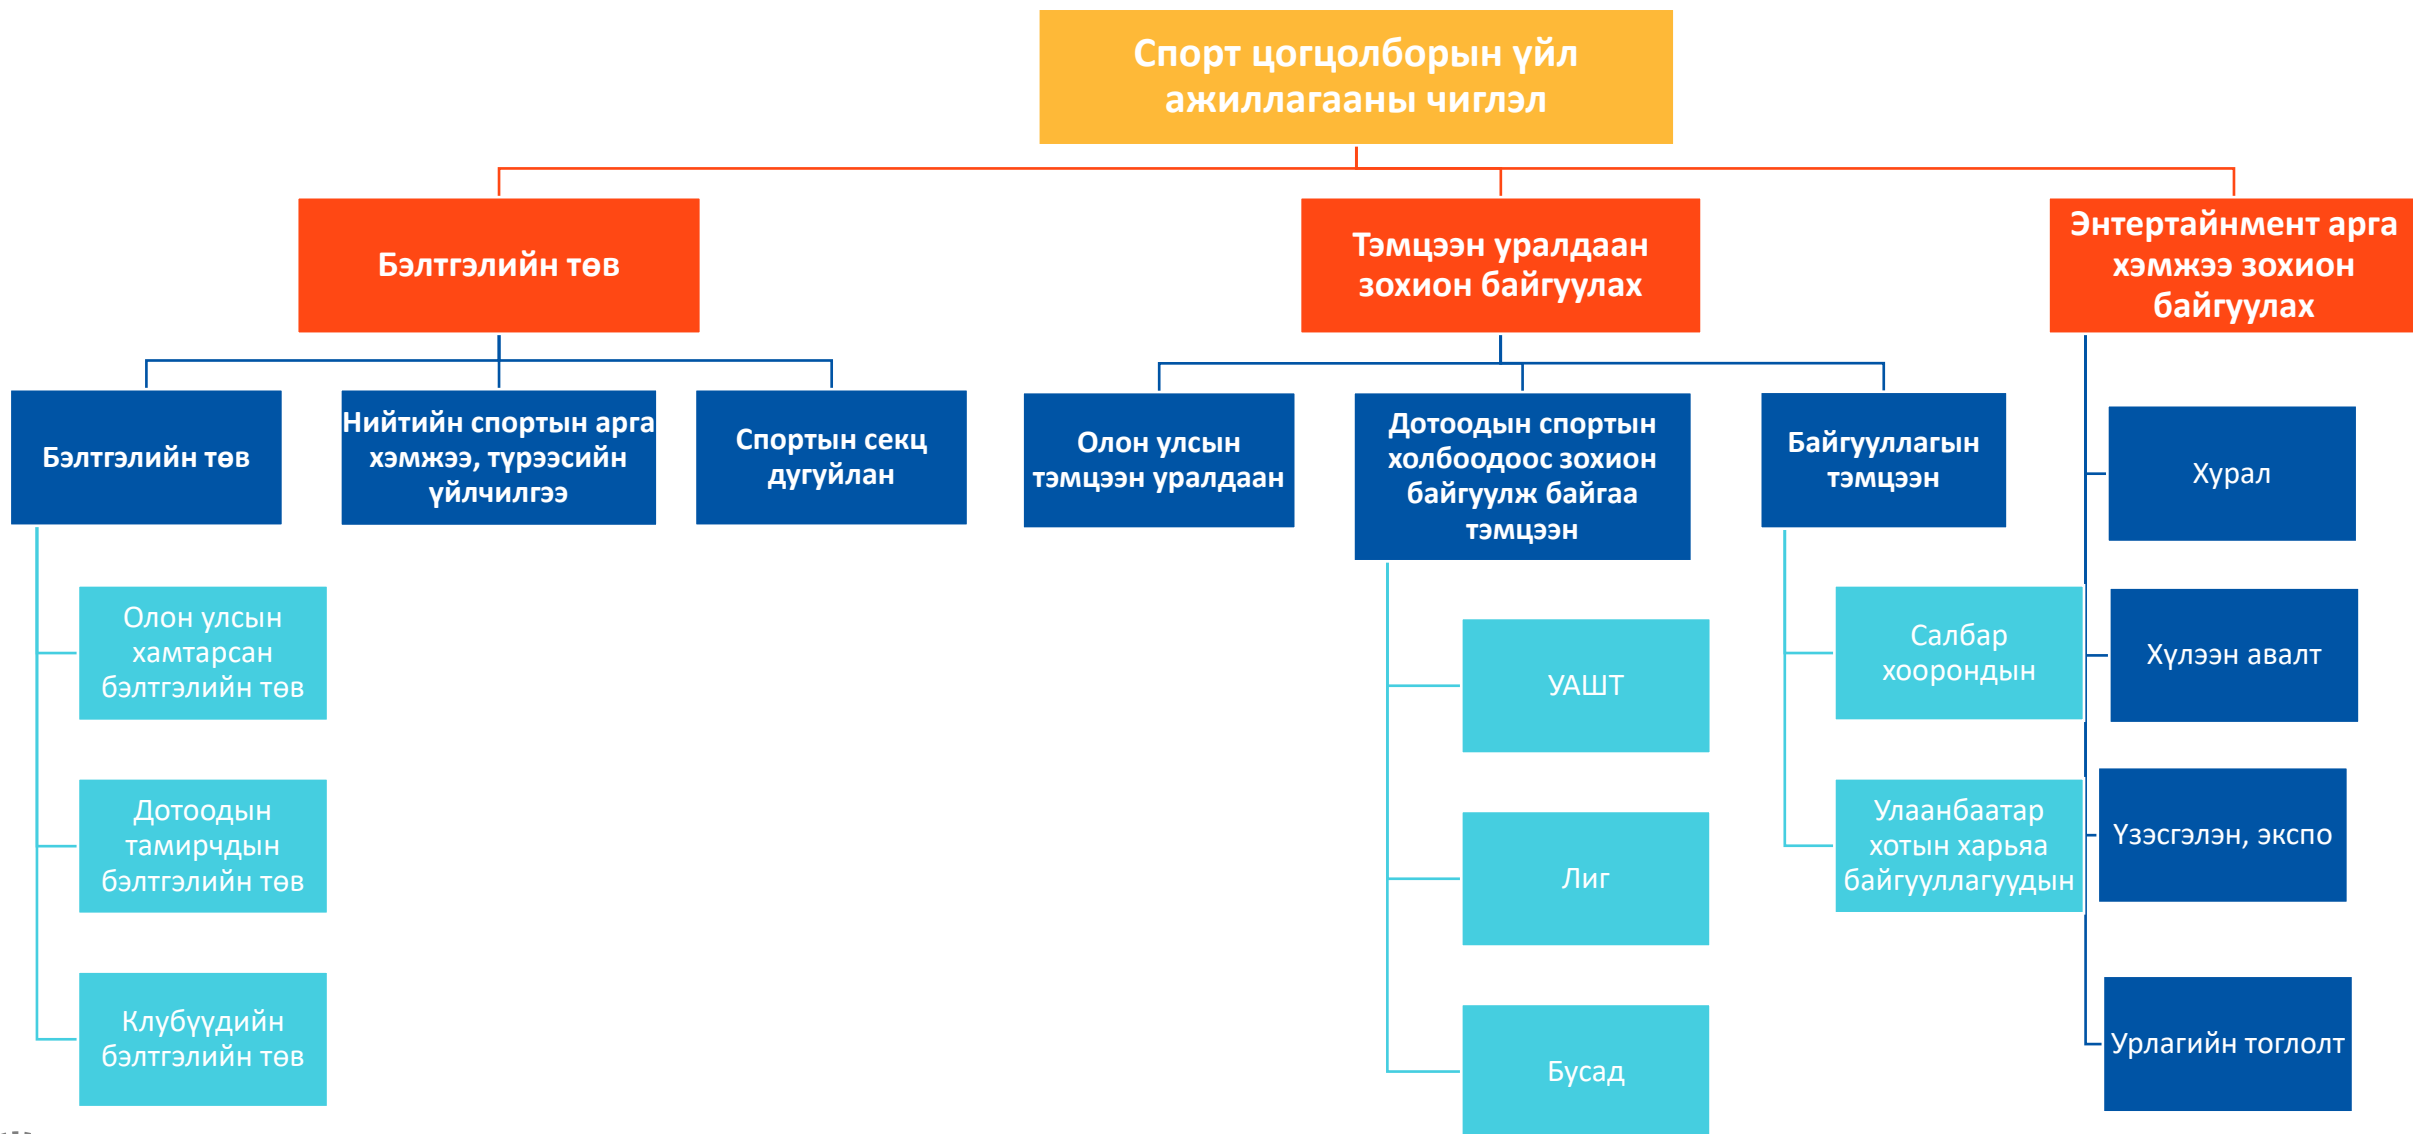 Спорт цогцолборын үйл
ажиллагааны чиглэл
Бэлтгэлийн төв
Тэмцээн уралдаан
зохион байгуулах
Энтертайнмент арга
хэмжээ зохион
байгуулах
Бэлтгэлийн төв
Нийтийн спортын арга
хэмжээ, түрээсийн
үйлчилгээ
Спортын секц
дугуйлан
Олон улсын
тэмцээн уралдаан
Дотоодын спортын
холбоодоос зохион
байгуулж байгаа
тэмцээн
Байгууллагын
тэмцээн
Хурал
Олон улсын
хамтарсан
бэлтгэлийн төв
УАШТ
Салбар
хоорондын
Хүлээн авалт
Дотоодын
тамирчдын
бэлтгэлийн төв
Лиг
Улаанбаатар
хотын харьяа
байгууллагуудын
Үзэсгэлэн, экспо
Клубүүдийн
бэлтгэлийн төв
Бусад
Урлагийн тоглолт